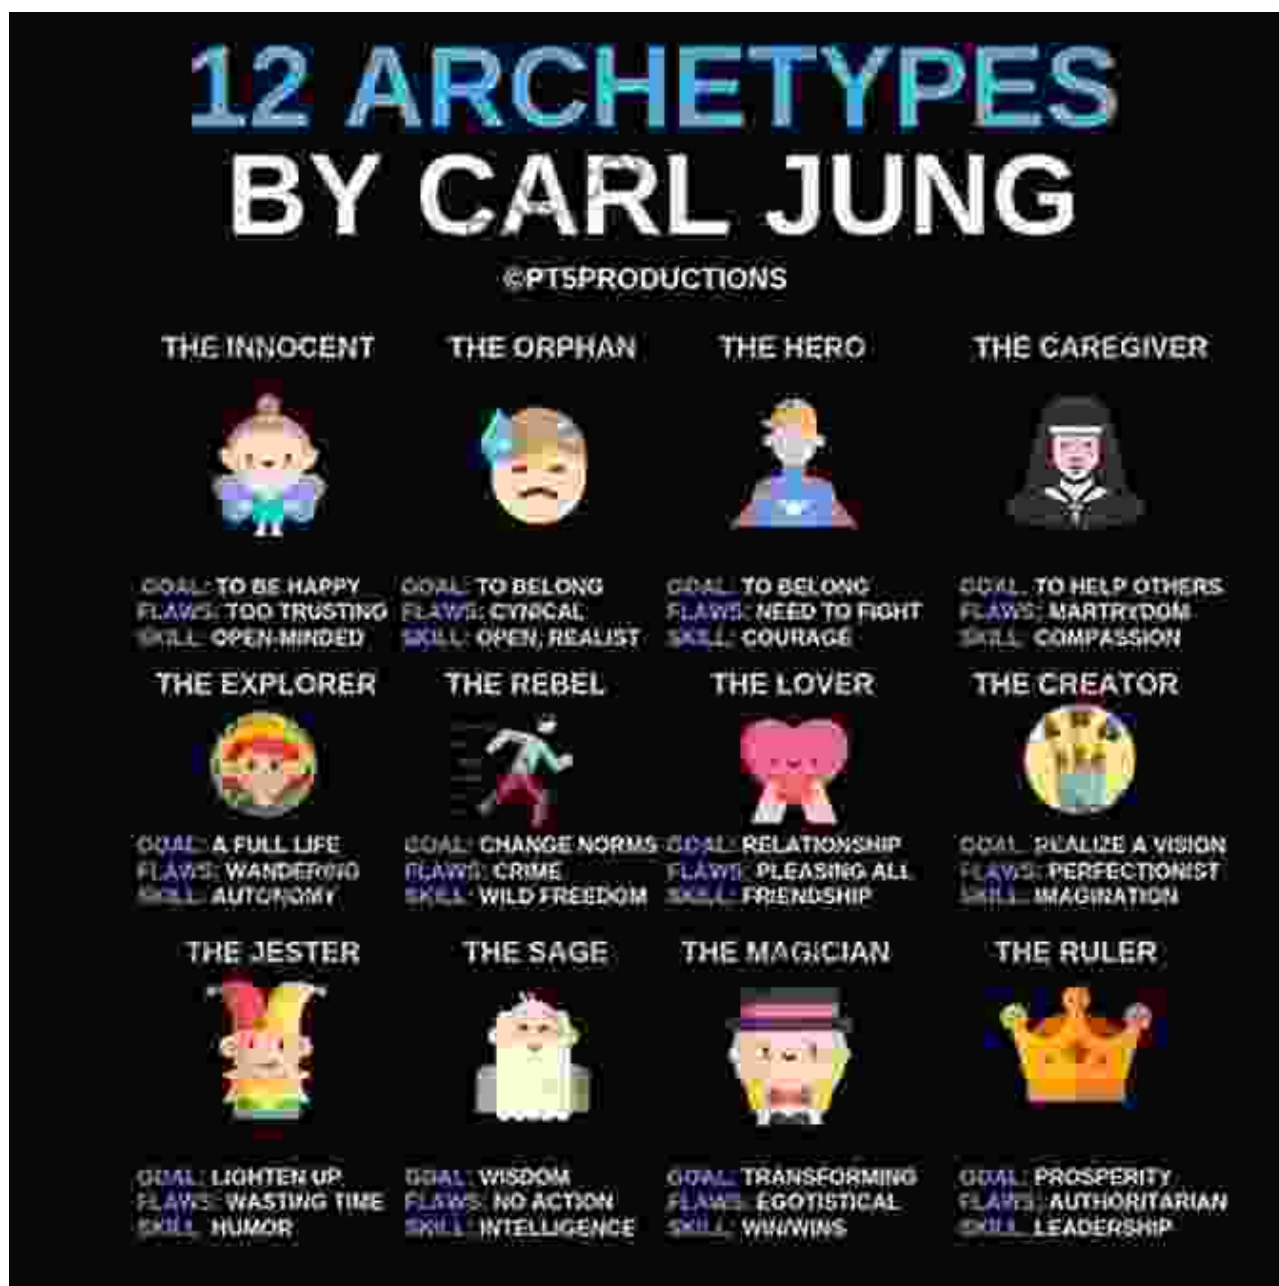 12 ARCHETYPES
BY CARL JUNG
©PT5PRODUCTIONS
THE INNOCENT
GOAL: TO BE HAPPY
FLAWS: TOO TRUSTING
SKILL: OPEN-MINDED
THE ORPHAN
GOAL: TO BELONG
FLAWS: CYNICAL
SKILL: OPEN, REALIST
THE HERO
GOAL: TO BELONG
FLAWS: NEED TO FIGHT
SKILL: COURAGE
THE CAREGIVER
GOAL: TO HELP OTHERS
FLAWS: MARTRYDOM
SKILL: COMPASSION
THE EXPLORER
GOAL: A FULL LIFE
FLAWS: WANDERING
SKILL: AUTONOMY
THE REBEL
GOAL: CHANGE NORMS
FLAWS: CRIME
SKILL: WILD FREEDOM
THE LOVER
GOAL: RELATIONSHIP
FLAWS: PLEASING ALL
SKILL: FRIENDSHIP
THE CREATOR
GOAL: REALIZE A VISION
FLAWS: PERFECTIONIST
SKILL: IMAGINATION
THE JESTER
GOAL: LIGHTEN UP
FLAWS: WASTING TIME
SKILL: HUMOR
THE SAGE
GOAL: WISDOM
FLAWS: NO ACTION
SKILL: INTELLIGENCE
THE MAGICIAN
GOAL: TRANSFORMING
FLAWS: EGOTISTICAL
SKILL: WIN/WINS
THE RULER
GOAL: PROSPERITY
FLAWS: AUTHORITARIAN
SKILL: LEADERSHIP